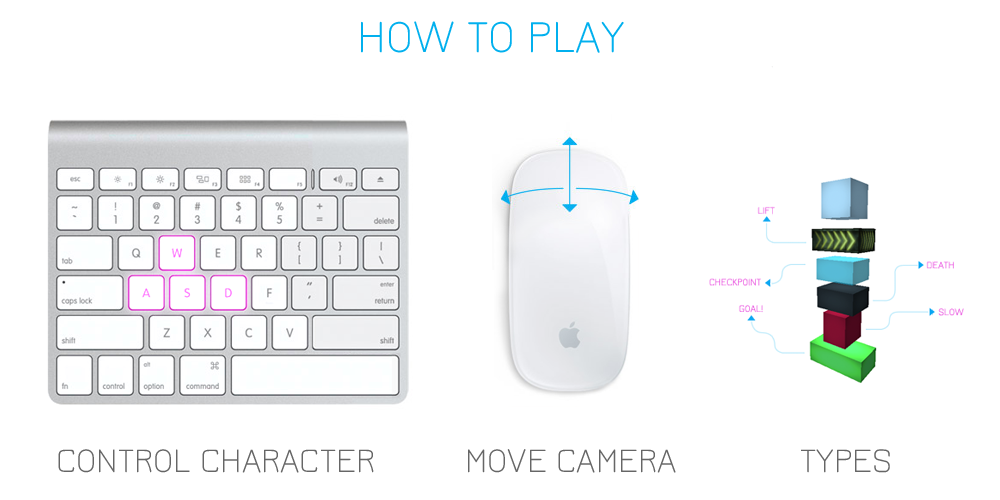 HOW TO PLAY
esc F1 F2 F3 F4 F5 F12
~ ` ! 1 @ 2 # 3 $ 4 % 5 + = delete
tab Q W E R { [ } ] | \
caps lock A S D F " ' enter return
shift Z X C V shift
fn control alt option ⌘ command
LIFT
CHECKPOINT
GOAL!
DEATH
SLOW
CONTROL CHARACTER
MOVE CAMERA
TYPES